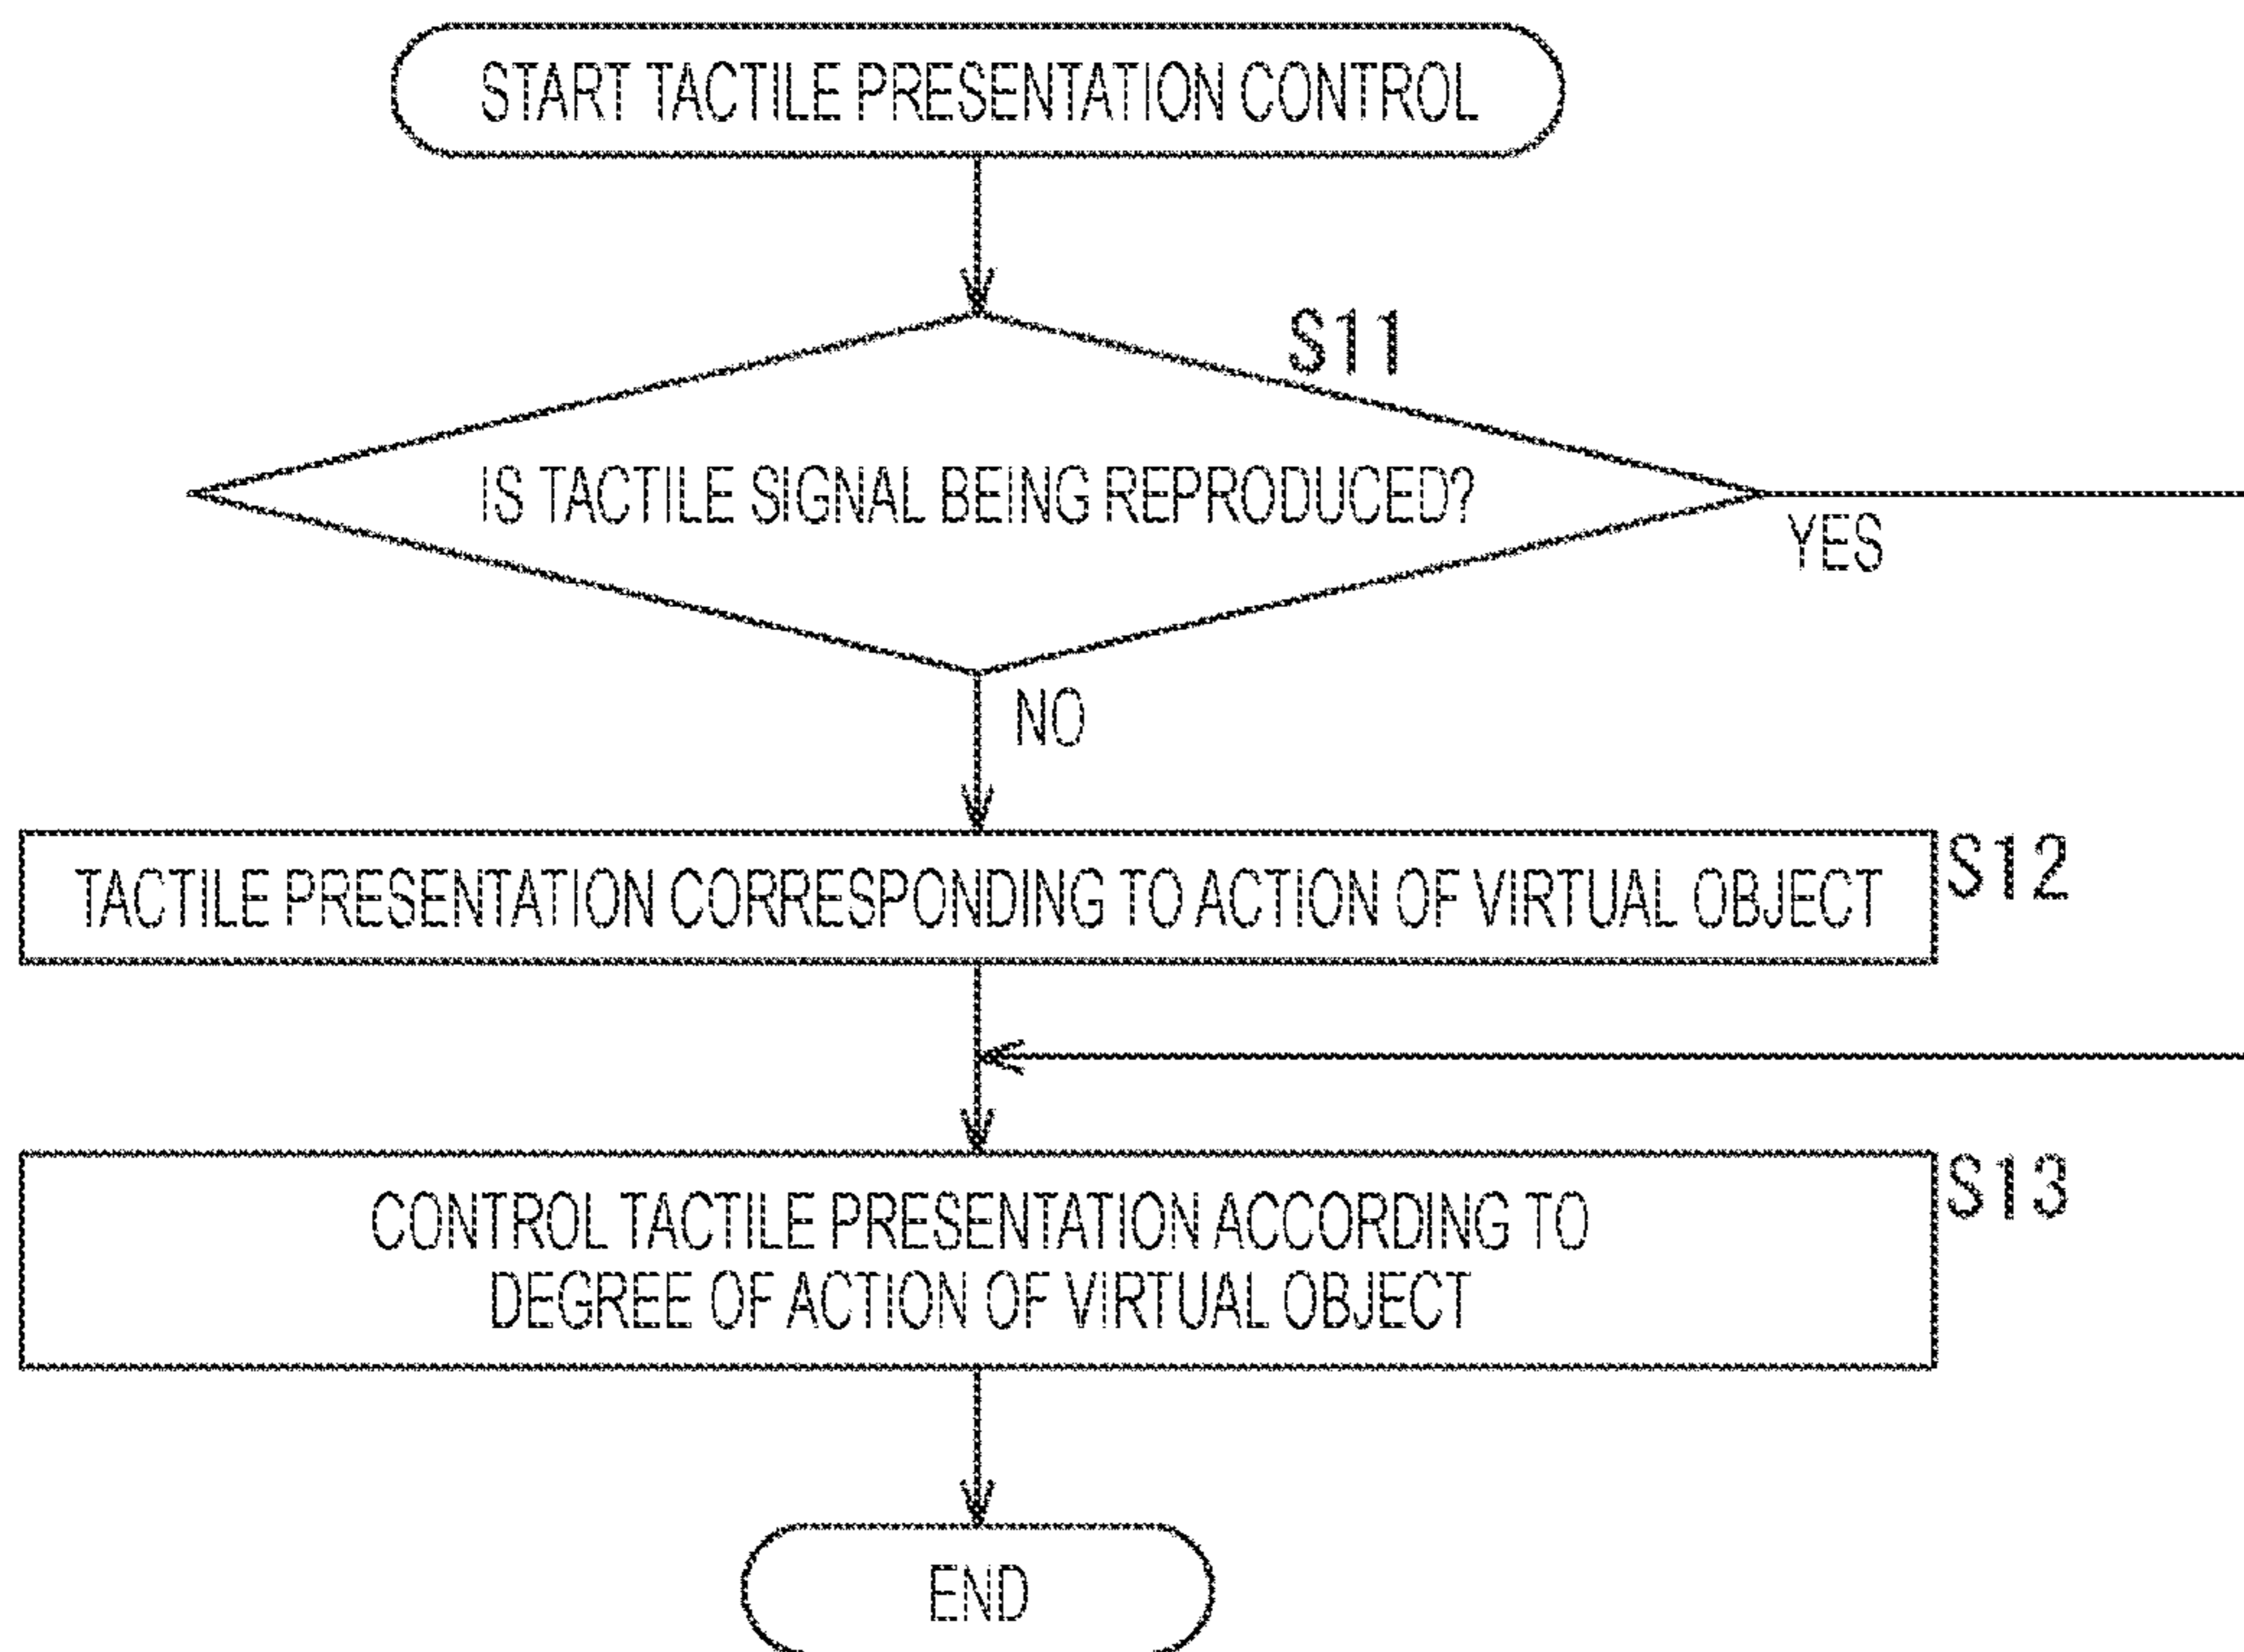 START TACTILE PRESENTATION CONTROL
S11
IS TACTILE SIGNAL BEING REPRODUCED?
YES
NO
TACTILE PRESENTATION CORRESPONDING TO ACTION OF VIRTUAL OBJECT
S12
S13
CONTROL TACTILE PRESENTATION ACCORDING TO
DEGREE OF ACTION OF VIRTUAL OBJECT
END